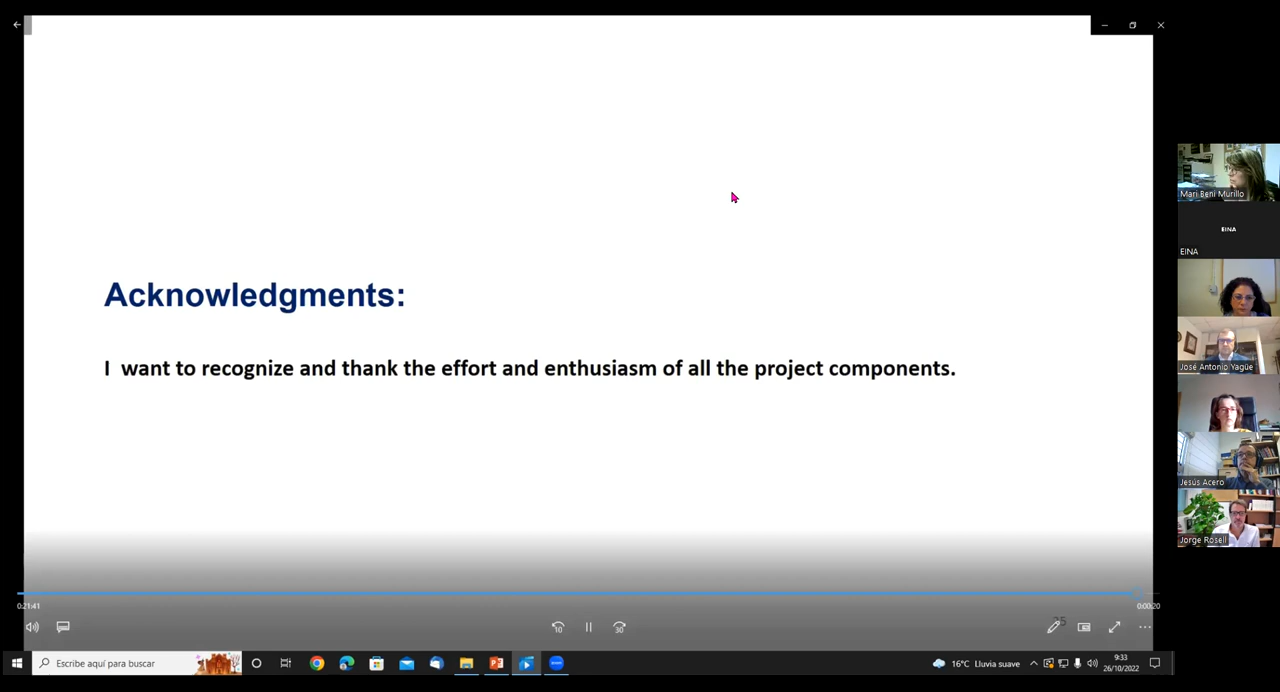 Acknowledgments:
I want to recognize and thank the effort and enthusiasm of all the project components.
0:21:41
0:00:20
10
30
Mari Beni Murillo
EINA
EINA
José Antonio Yagüe
Jesús Acero
Jorge Rosell
Escribe aquí para buscar
16°C Lluvia suave
9:33
26/10/2022